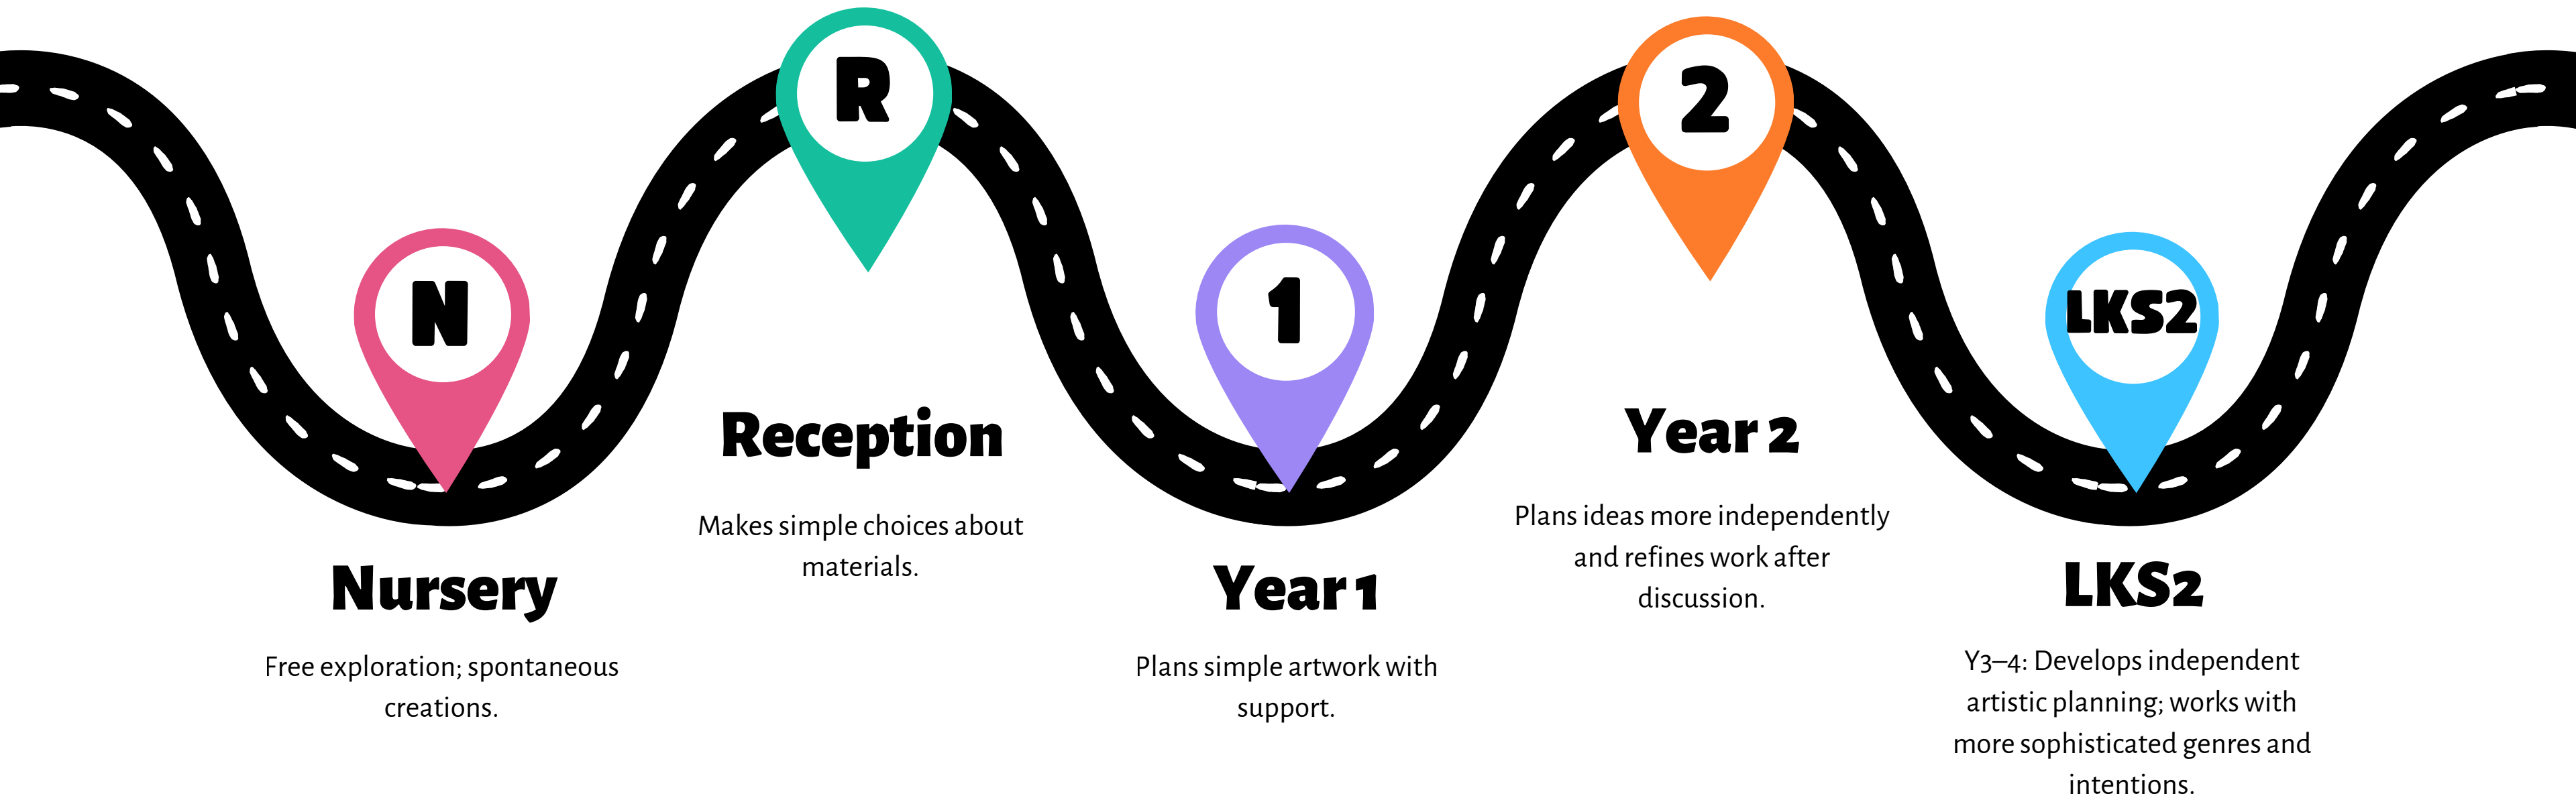 N
Nursery
Free exploration; spontaneous
creations.
R
Reception
Makes simple choices about
materials.
1
Year 1
Plans simple artwork with
support.
2
Year 2
Plans ideas more independently
and refines work after
discussion.
LKS2
LKS2
Y3–4: Develops independent
artistic planning; works with
more sophisticated genres and
intentions.